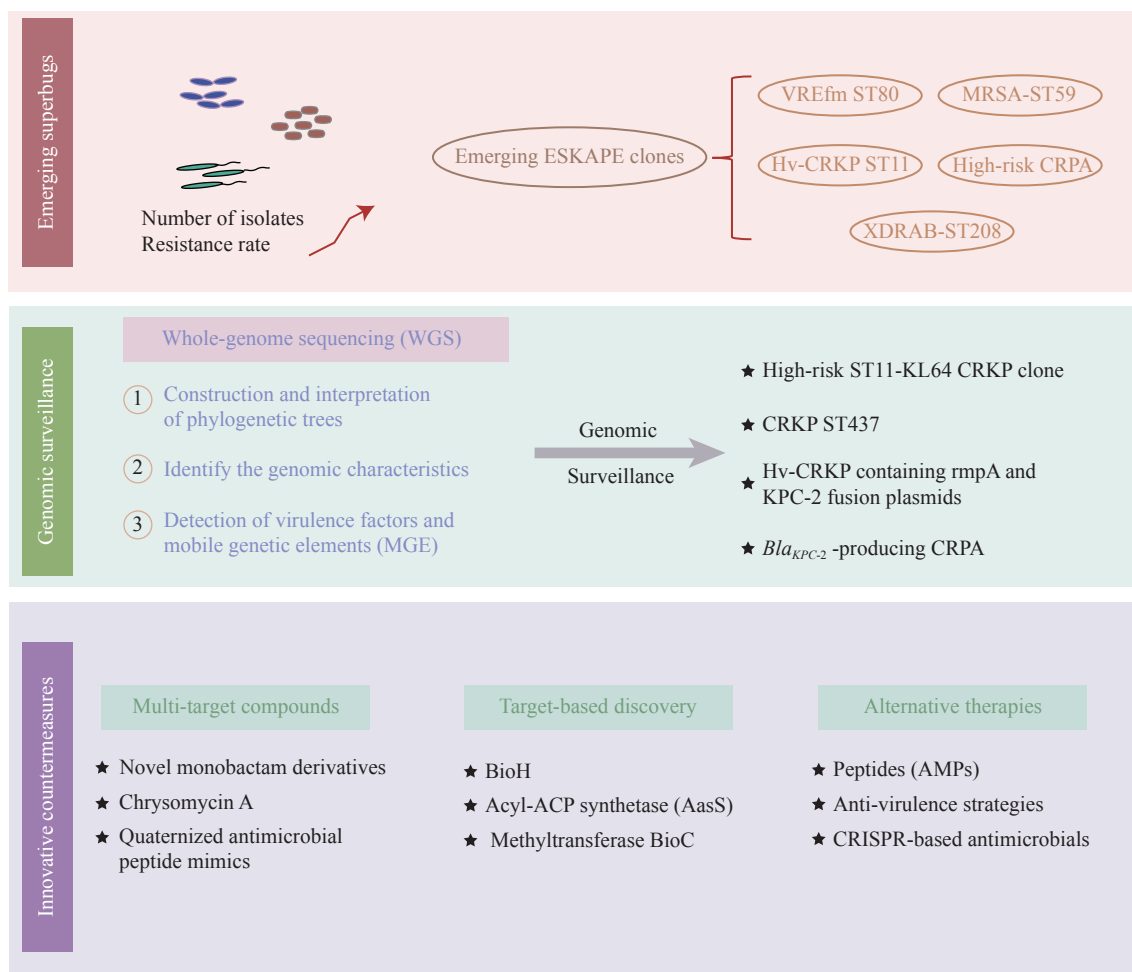 Emerging superbugs
Number of isolates
Resistance rate
Emerging ESKAPE clones
VREfm ST80
MRSA-ST59
Hv-CRKP ST11
High-risk CRPA
XDRAB-ST208
Genomic surveillance
Whole-genome sequencing (WGS)
1 Construction and interpretation
of phylogenetic trees
2 Identify the genomic characteristics
3 Detection of virulence factors and
mobile genetic elements (MGE)
Genomic
Surveillance
★ High-risk ST11-KL64 CRKP clone
★ CRKP ST437
★ Hv-CRKP containing rmpA and
KPC-2 fusion plasmids
★ Bla KPC-2 -producing CRPA
Innovative countermeasures
Multi-target compounds
★ Novel monobactam derivatives
★ Chrysomycin A
★ Quaternized antimicrobial
peptide mimics
Target-based discovery
★ BioH
★ Acyl-ACP synthetase (AasS)
★ Methyltransferase BioC
Alternative therapies
★ Peptides (AMPs)
★ Anti-virulence strategies
★ CRISPR-based antimicrobials